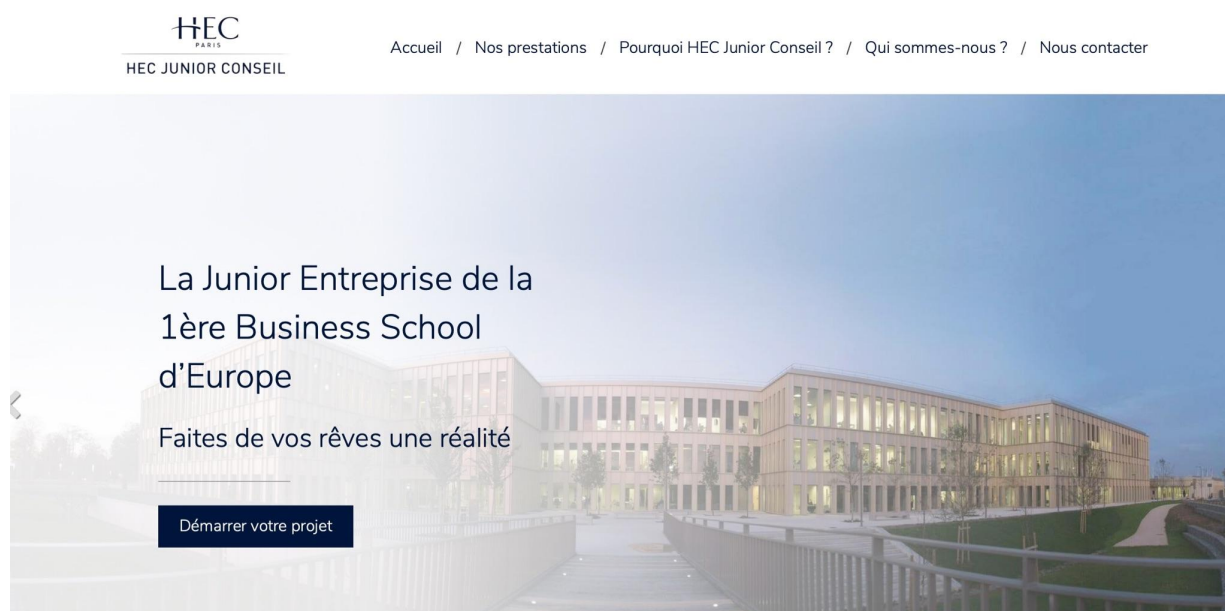 HEC
PARIS
HEC JUNIOR CONSEIL
Accueil / Nos prestations / Pourquoi HEC Junior Conseil ? / Qui sommes-nous ? / Nous contacter
La Junior Entreprise de la
1ère Business School
d’Europe
Faites de vos rêves une réalité
Démarrer votre projet